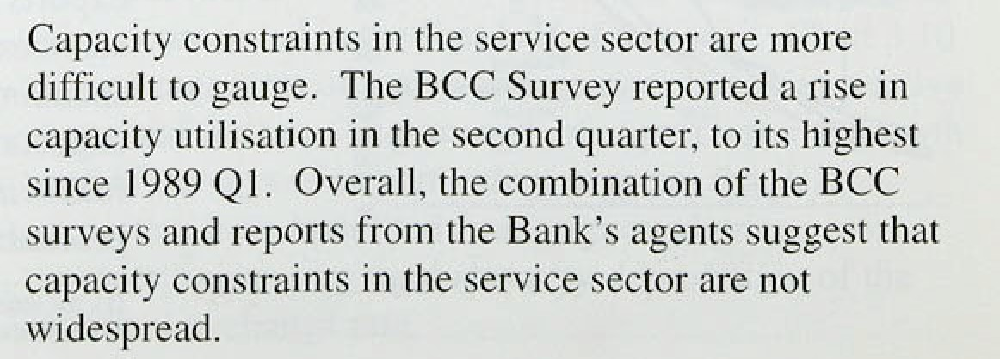 Capacity constraints in the service sector are more
difficult to gauge. The BCC Survey reported a rise in
capacity utilisation in the second quarter, to its highest
since 1989 Q1. Overall, the combination of the BCC
surveys and reports from the Bank's agents suggest that
capacity constraints in the service sector are not
widespread.